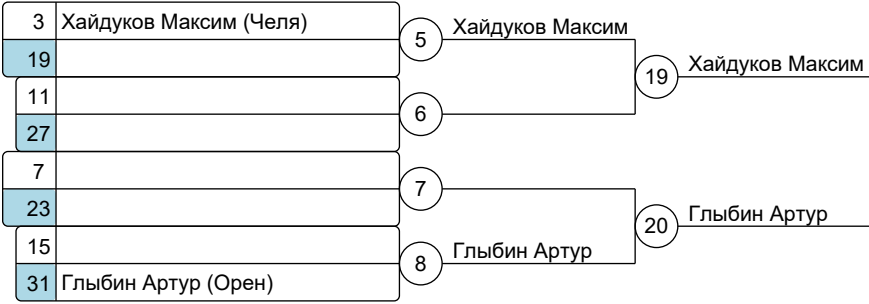 3 Хайдуков Максим (Челя)
5 Хайдуков Максим
19
19 Хайдуков Максим
11
6
27
7
7
23
20 Глыбин Артур
15
8 Глыбин Артур
31 Глыбин Артур (Орен)